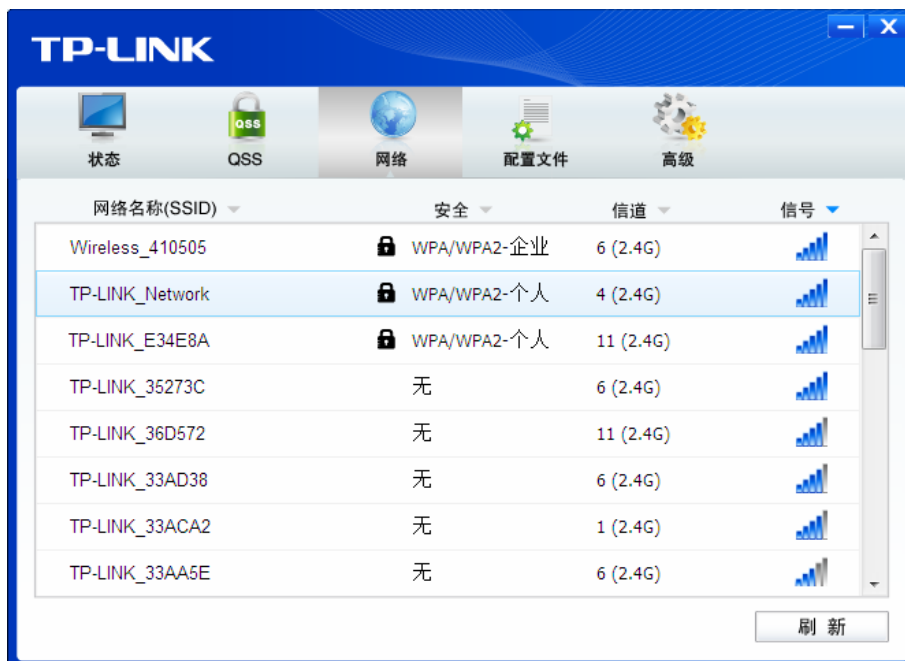 TP-LINK
QSS
状态 QSS 网络 配置文件 高级
网络名称(SSID) 安全 信道 信号
Wireless_410505 WPA/WPA2-企业 6 (2.4G)
TP-LINK_Network WPA/WPA2-个人 4 (2.4G)
TP-LINK_E34E8A WPA/WPA2-个人 11 (2.4G)
TP-LINK_35273C 无 6 (2.4G)
TP-LINK_36D572 无 11 (2.4G)
TP-LINK_33AD38 无 6 (2.4G)
TP-LINK_33ACA2 无 1 (2.4G)
TP-LINK_33AA5E 无 6 (2.4G)
刷 新